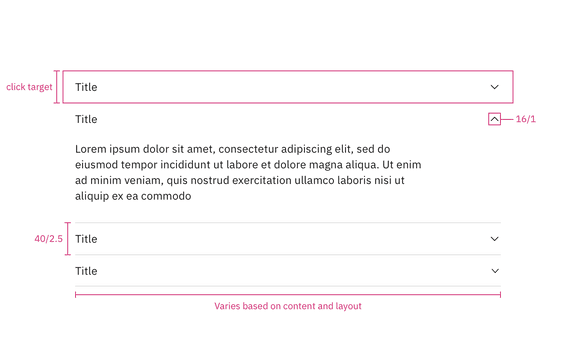 click target
Title
Title
16/1
Lorem ipsum dolor sit amet, consectetur adipiscing elit, sed do
eiusmod tempor incididunt ut labore et dolore magna aliqua. Ut enim
ad minim veniam, quis nostrud exercitation ullamco laboris nisi ut
aliquip ex ea commodo
40/2.5
Title
Title
Varies based on content and layout